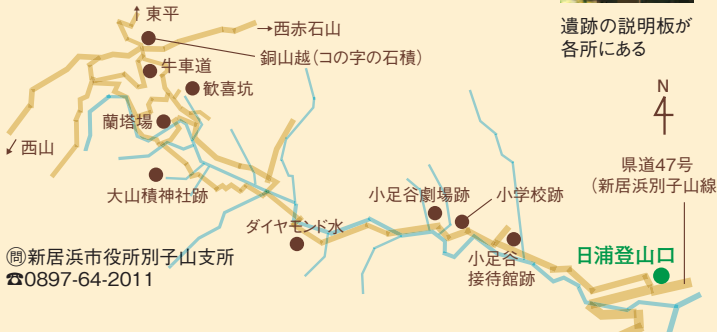 ↑東平
→西赤石山
銅山越(コの字の石積)
牛車道
歓喜坑
蘭塔場
↙西山
大山積神社跡
ダイヤモンド水
小足谷劇場跡
小学校跡
小足谷
接待館跡
日浦登山口
遺跡の説明板が
各所にある
N
県道47号
(新居浜別子山線
㉄新居浜市役所別子山支所
☎0897-64-2011